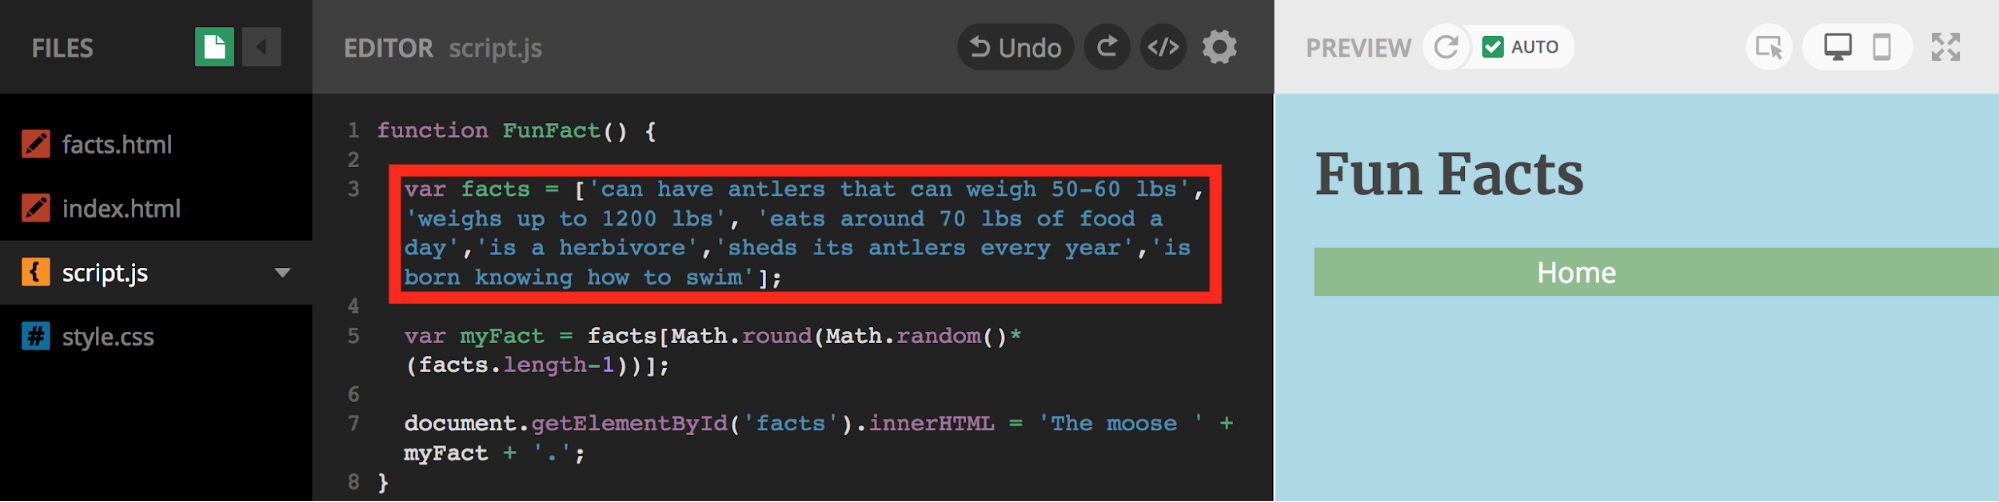 FILES
EDITOR script.js
Undo
</>
PREVIEW
AUTO
facts.html
index.html
script.js
style.css
1 function FunFact() {
2
3 var facts = ['can have antlers that can weigh 50-60 lbs',
'weighs up to 1200 lbs', 'eats around 70 lbs of food a
day','is a herbivore','sheds its antlers every year','is
born knowing how to swim'];
4
5 var myFact = facts[Math.round(Math.random()*
(facts.length-1))];
6
7 document.getElementById('facts').innerHTML = 'The moose ' +
myFact + '.';
8 }
Fun Facts
Home